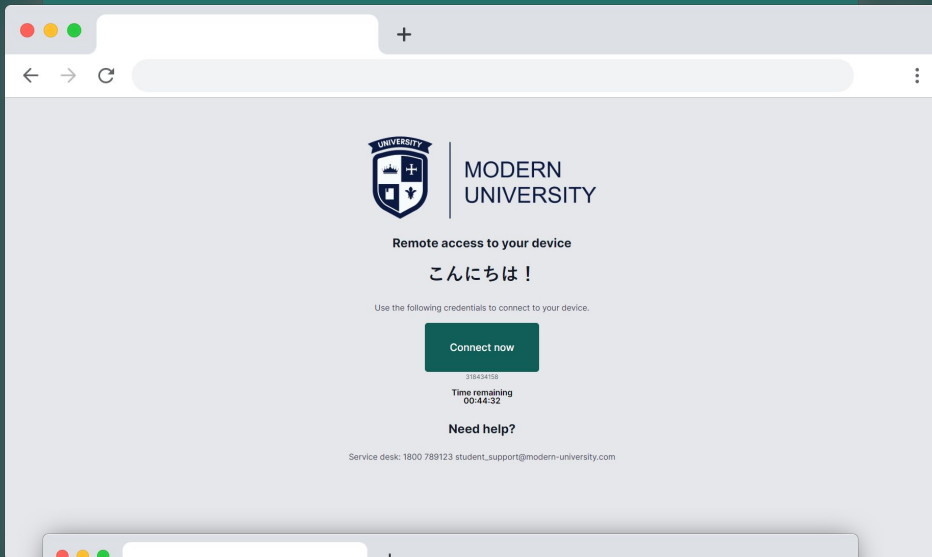 UNIVERSITY
MODERN
UNIVERSITY
Remote access to your device
こんにちは！
Use the following credentials to connect to your device.
Connect now
318434158
Time remaining
00:44:32
Need help?
Service desk: 1800 789123 student_support@modern-university.com